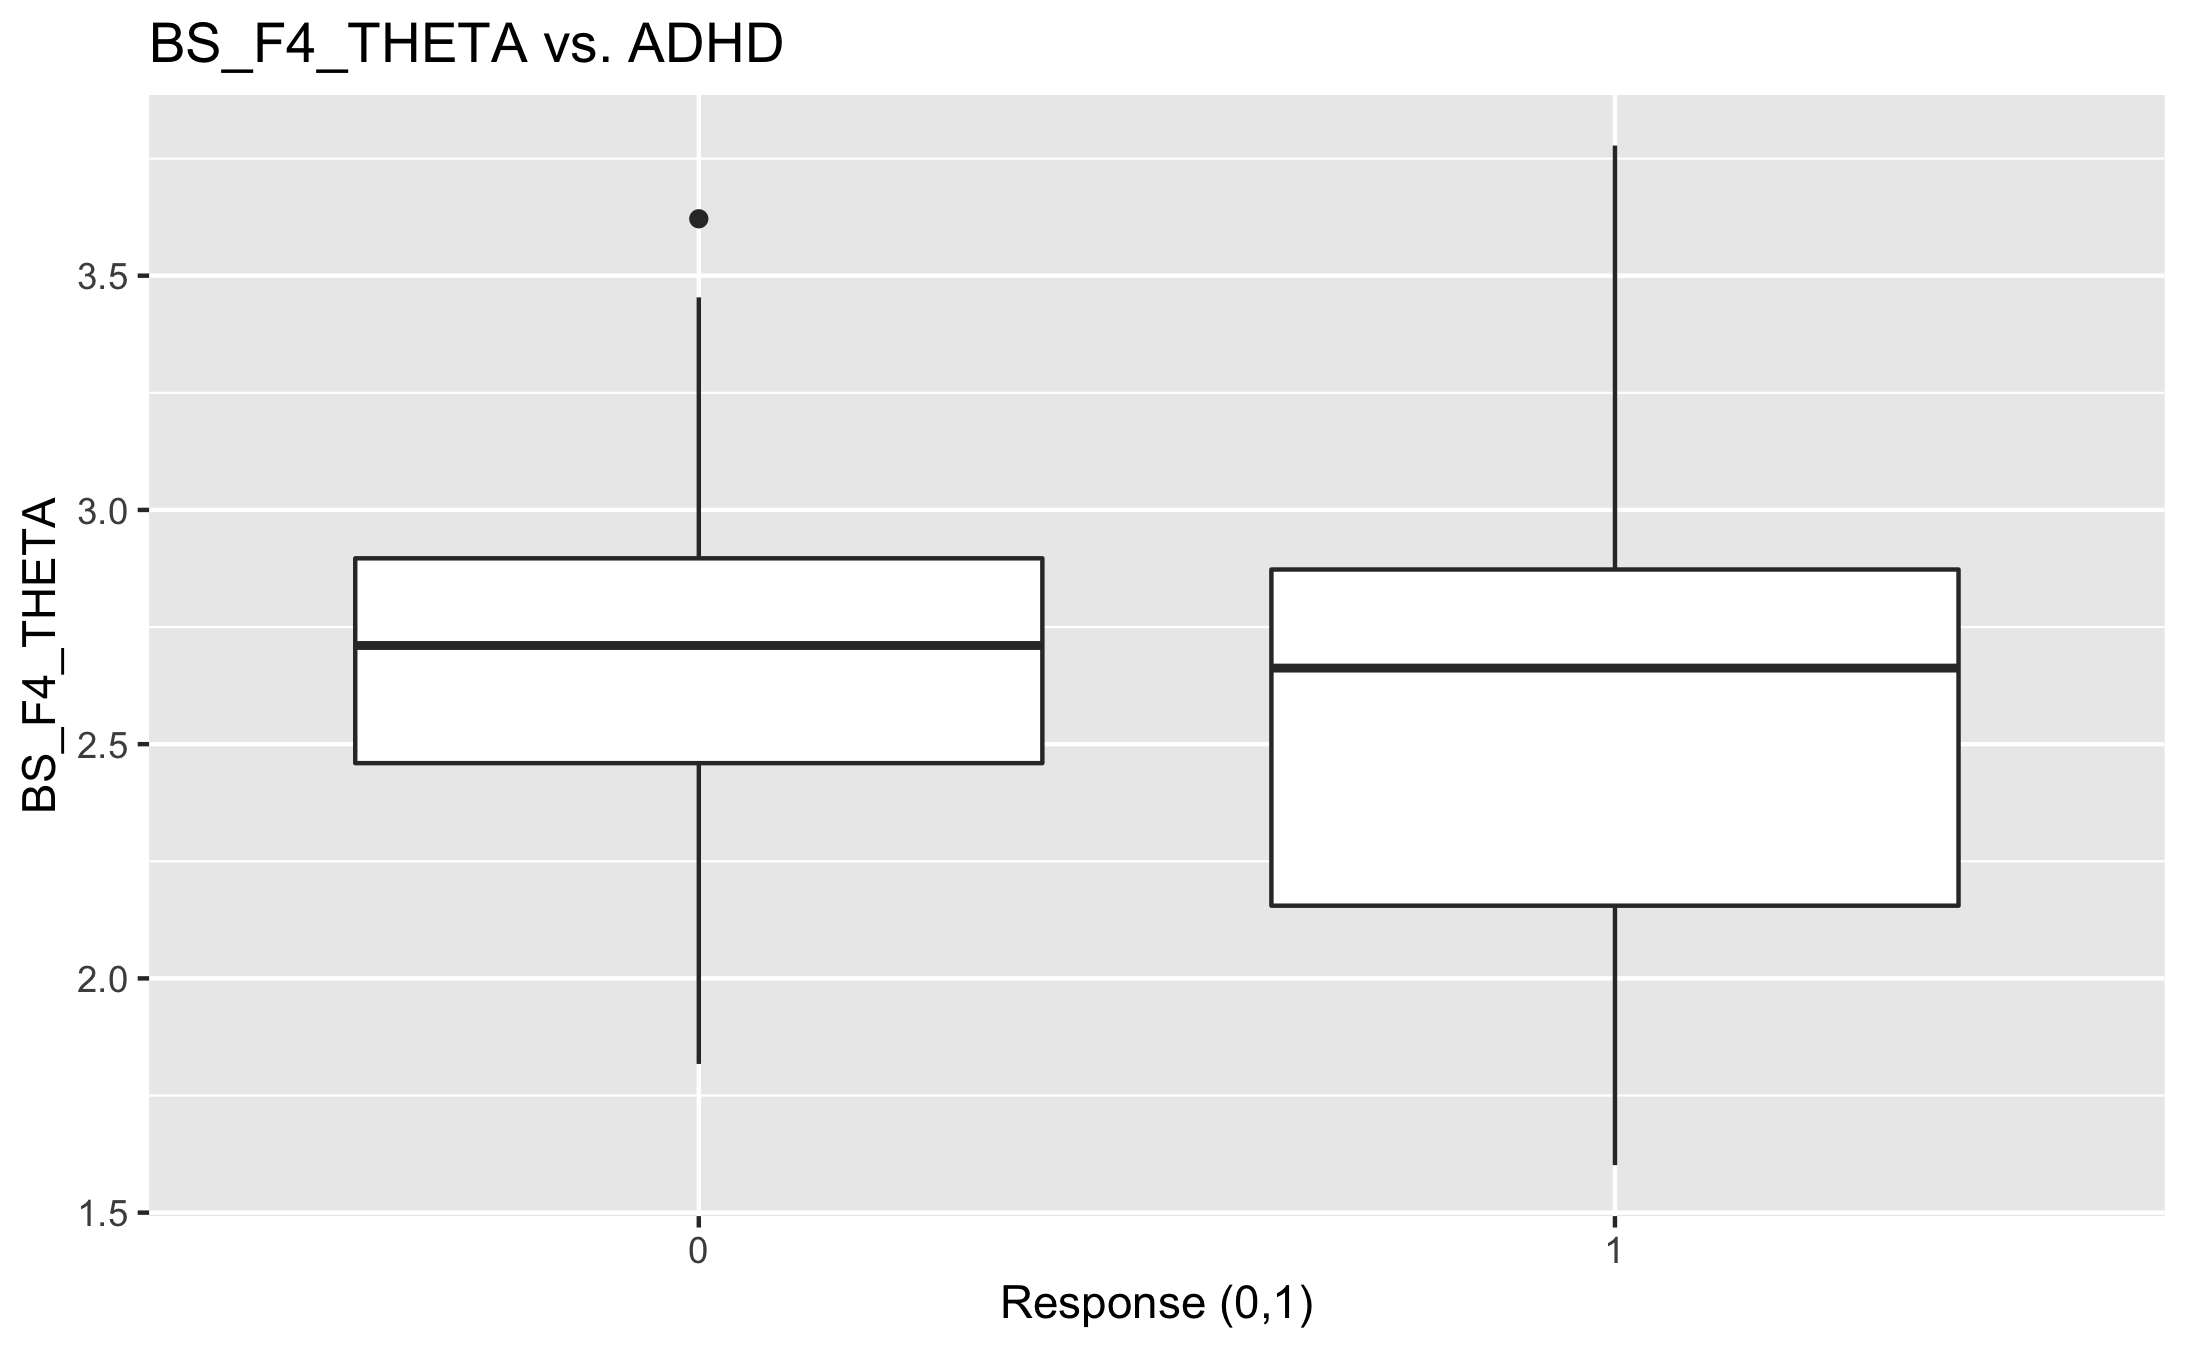 BS_F4_THETA vs. ADHD
BS_F4_THETA
3.5
3.0
2.5
2.0
1.5
0
1
Response (0,1)